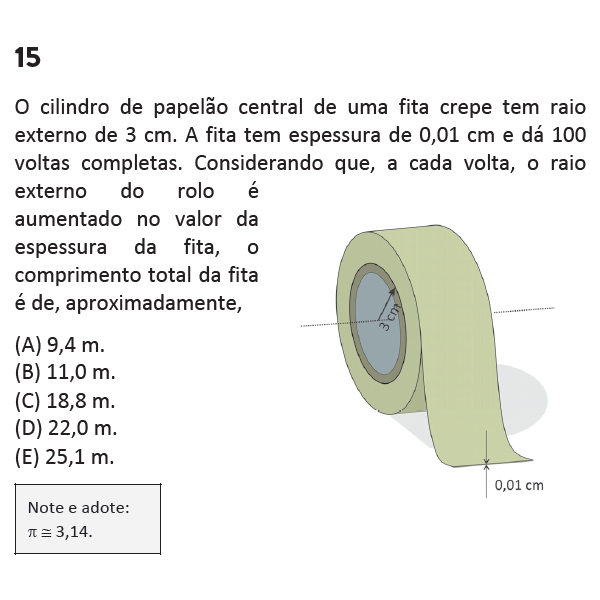 15
O cilindro de papelão central de uma fita crepe tem raio
externo de 3 cm. A fita tem espessura de 0,01 cm e dá 100
voltas completas. Considerando que, a cada volta, o raio
externo do rolo é
aumentado no valor da
espessura da fita, o
comprimento total da fita
é de, aproximadamente,
(A) 9,4 m.
(B) 11,0 m.
(C) 18,8 m.
(D) 22,0 m.
(E) 25,1 m.
3 cm
0,01 cm
Note e adote:
π ≅ 3,14.